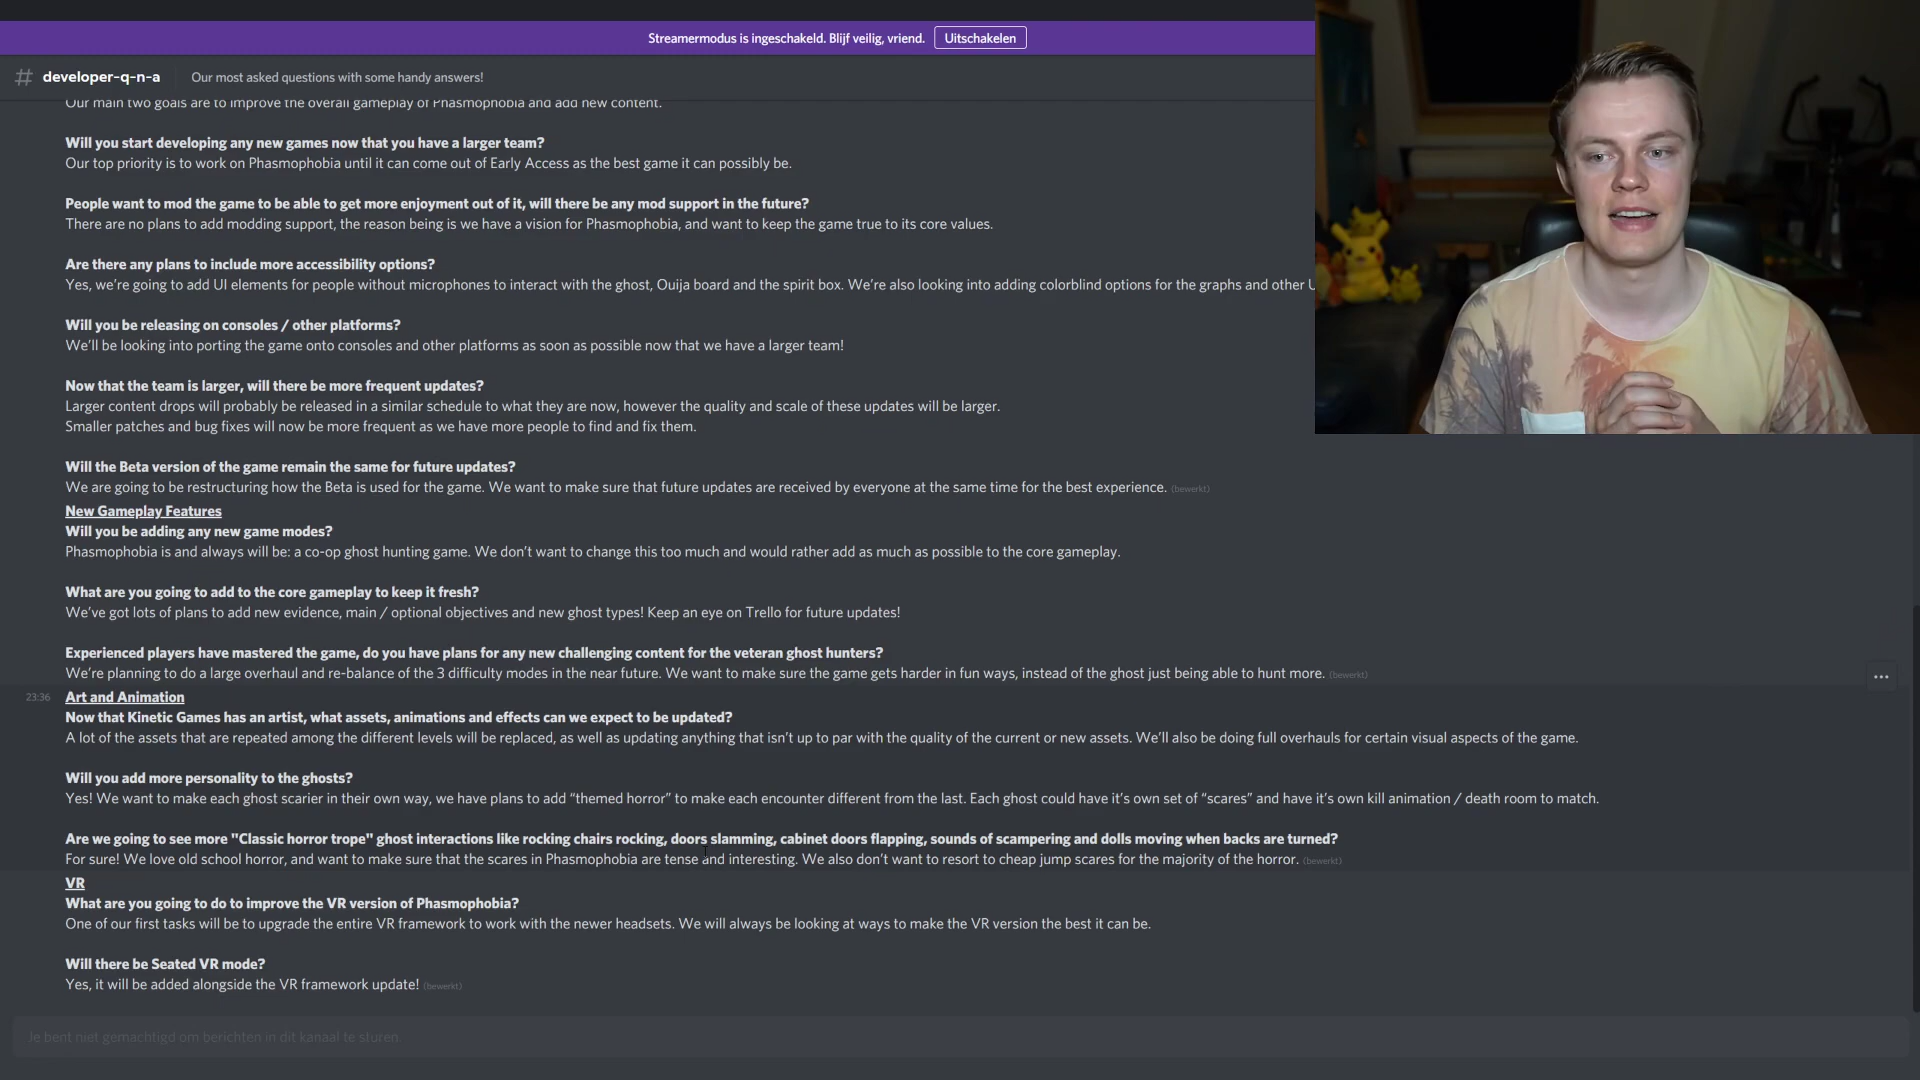 Streamermodus is ingeschakeld. Blijf veilig, vriend. Uitschakelen
# developer-q-n-a Our most asked questions with some handy answers!
Our main two goals are to improve the overall gameplay of Phasmophobia and add new content.
Will you start developing any new games now that you have a larger team?
Our top priority is to work on Phasmophobia until it can come out of Early Access as the best game it can possibly be.
People want to mod the game to be able to get more enjoyment out of it, will there be any mod support in the future?
There are no plans to add modding support, the reason being is we have a vision for Phasmophobia, and want to keep the game true to its core values.
Are there any plans to include more accessibility options?
Yes, we’re going to add UI elements for people without microphones to interact with the ghost, Ouija board and the spirit box. We’re also looking into adding colorblind options for the graphs and other
Will you be releasing on consoles / other platforms?
We’ll be looking into porting the game onto consoles and other platforms as soon as possible now that we have a larger team!
Now that the team is larger, will there be more frequent updates?
Larger content drops will probably be released in a similar schedule to what they are now, however the quality and scale of these updates will be larger.
Smaller patches and bug fixes will now be more frequent as we have more people to find and fix them.
Will the Beta version of the game remain the same for future updates?
We are going to be restructuring how the Beta is used for the game. We want to make sure that future updates are received by everyone at the same time for the best experience. (bewerkt)
New Gameplay Features
Will you be adding any new game modes?
Phasmophobia is and always will be: a co-op ghost hunting game. We don’t want to change this too much and would rather add as much as possible to the core gameplay.
What are you going to add to the core gameplay to keep it fresh?
We’ve got lots of plans to add new evidence, main / optional objectives and new ghost types! Keep an eye on Trello for future updates!
Experienced players have mastered the game, do you have plans for any new challenging content for the veteran ghost hunters?
We’re planning to do a large overhaul and re-balance of the 3 difficulty modes in the near future. We want to make sure the game gets harder in fun ways, instead of the ghost just being able to hunt more. (bewerkt)
23:36 Art and Animation
Now that Kinetic Games has an artist, what assets, animations and effects can we expect to be updated?
A lot of the assets that are repeated among the different levels will be replaced, as well as updating anything that isn’t up to par with the quality of the current or new assets. We’ll also be doing full overhauls for certain visual aspects of the game.
Will you add more personality to the ghosts?
Yes! We want to make each ghost scarier in their own way, we have plans to add “themed horror” to make each encounter different from the last. Each ghost could have it’s own set of “scares” and have it’s own kill animation / death room to match.
Are we going to see more "Classic horror trope" ghost interactions like rocking chairs rocking, doors slamming, cabinet doors flapping, sounds of scampering and dolls moving when backs are turned?
For sure! We love old school horror, and want to make sure that the scares in Phasmophobia are tense and interesting. We also don’t want to resort to cheap jump scares for the majority of the horror. (bewerkt)
VR
What are you going to do to improve the VR version of Phasmophobia?
One of our first tasks will be to upgrade the entire VR framework to work with the newer headsets. We will always be looking at ways to make the VR version the best it can be.
Will there be Seated VR mode?
Yes, it will be added alongside the VR framework update! (bewerkt)
Je bent niet gemachtigd om berichten in dit kanaal te sturen.